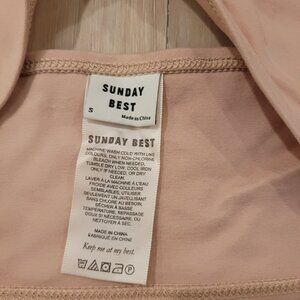 SUNDAY
BEST
S
Made in China
SUNDAY BEST
MACHINE WASH COLD WITH LIKE
COLOURS, ONLY NON-CHLORINE
BLEACH WHEN NEEDED,
TUMBLE DRY LOW, COOL IRON
ONLY IF NEEDED, OR DRY
CLEAN.
LAVER À LA MACHINE À L'EAU
FROIDE AVEC COULEURS
SEMBLABLES, UTILISER
SEULEMENT UN JAVELLISANT
SANS CHLORE AU BESOIN,
SÉCHER À BASSE
TEMPÉRATURE, REPASSAGE
DOUX SI NÉCESSAIRE, OU
NETTOYER À SEC.
MADE IN CHINA
FABRIQUÉ EN CHINE
Keep me at my best.